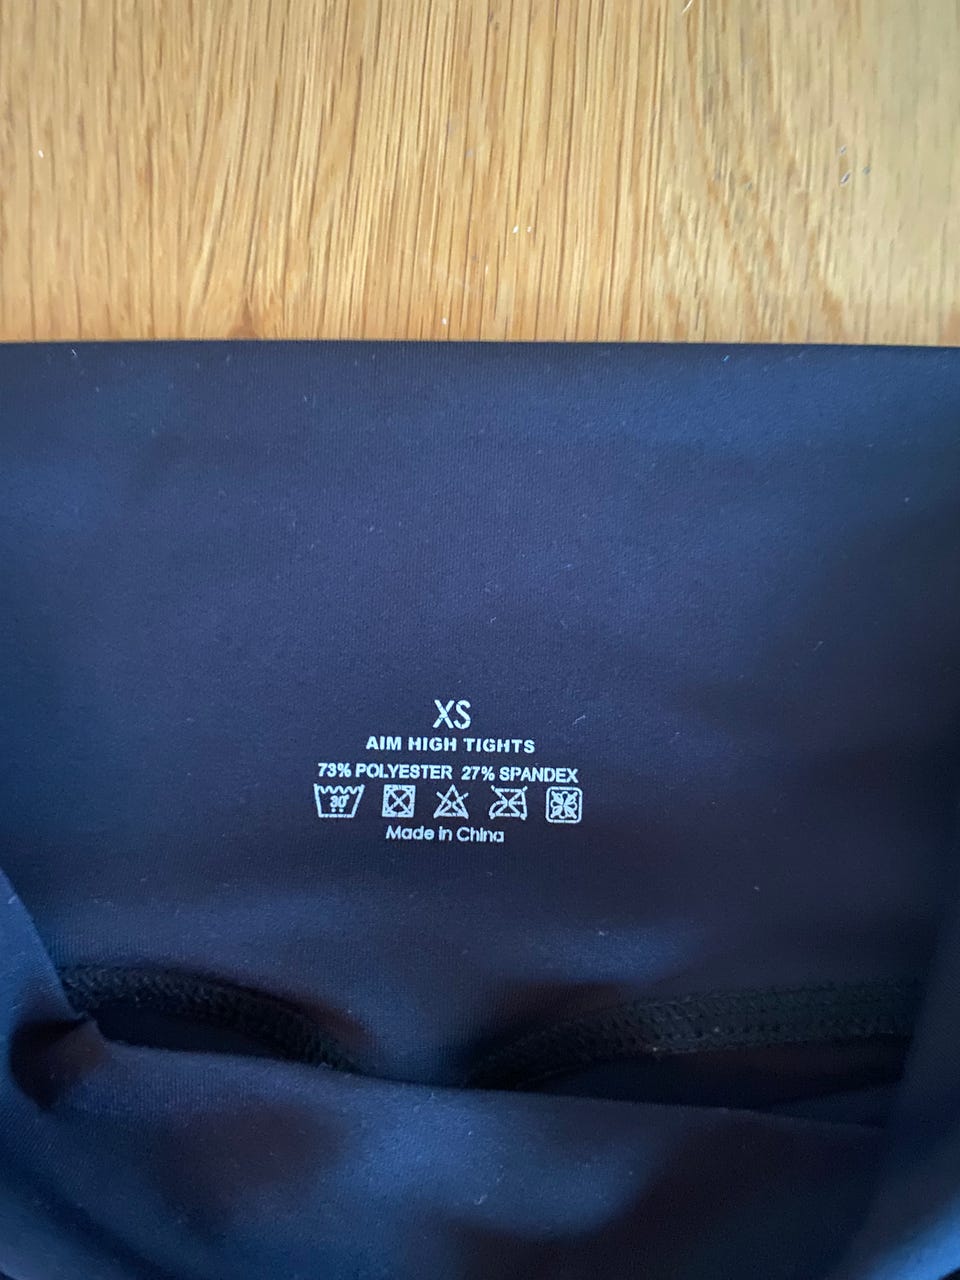 XS
AIM HIGH TIGHTS
73% POLYESTER 27% SPANDEX
30°
Made in China